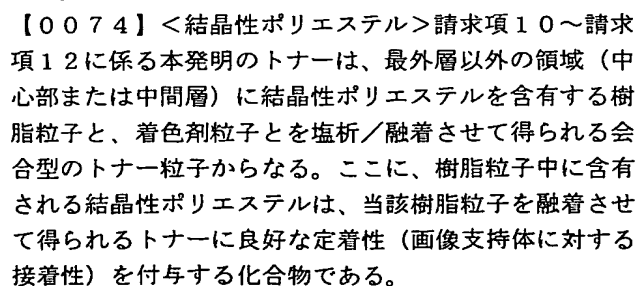 【００７４】＜結晶性ポリエステル＞請求項１０～請求
項１２に係る本発明のトナーは、最外層以外の領域（中
心部または中間層）に結晶性ポリエステルを含有する樹
脂粒子と、着色剤粒子とを塩析／融着させて得られる会
合型のトナー粒子からなる。ここに、樹脂粒子中に含有
される結晶性ポリエステルは、当該樹脂粒子を融着させ
て得られるトナーに良好な定着性（画像支持体に対する
接着性）を付与する化合物である。